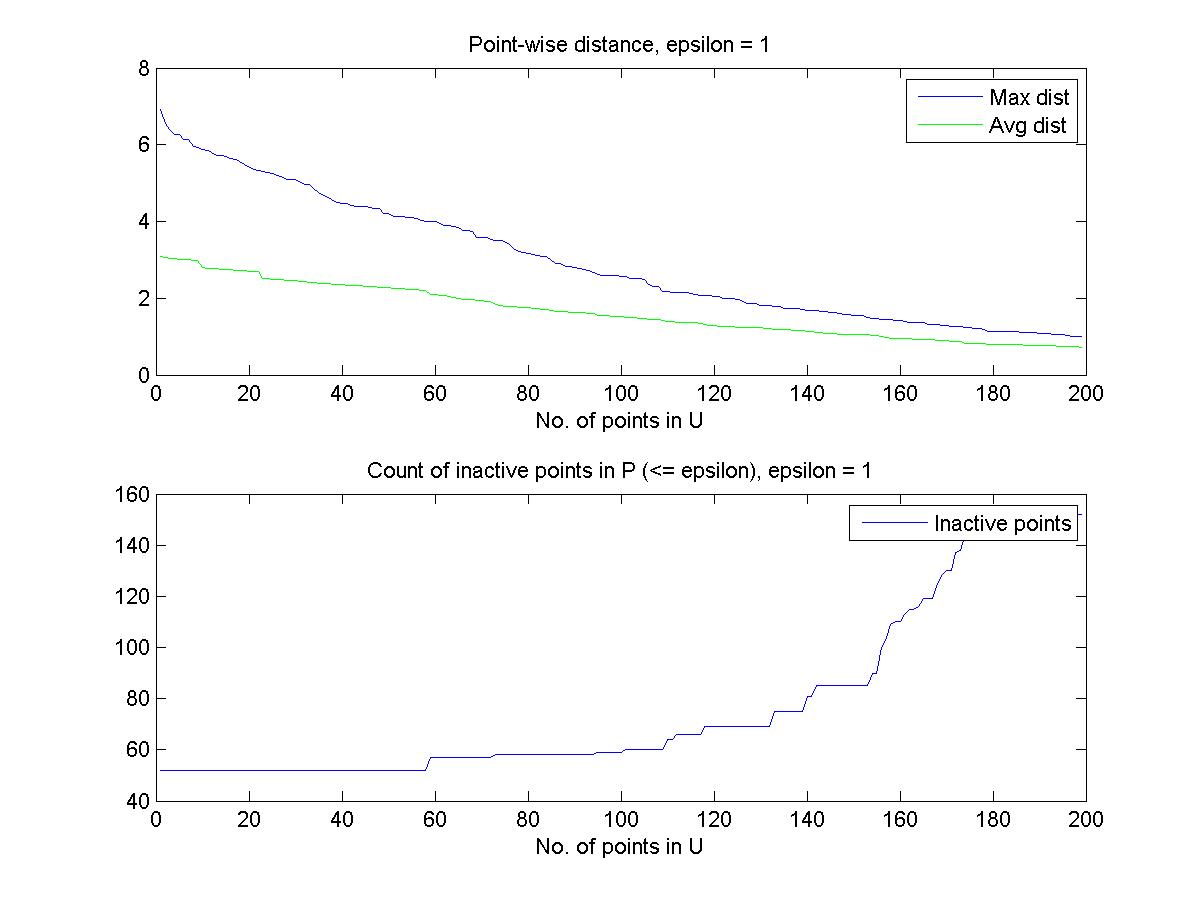 Point-wise distance, epsilon = 1
8
6
4
2
0
Max dist
Avg dist
0 20 40 60 80 100 120 140 160 180 200
No. of points in U
Count of inactive points in P (<= epsilon), epsilon = 1
160
140
120
100
80
60
40
Inactive points
0 20 40 60 80 100 120 140 160 180 200
No. of points in U